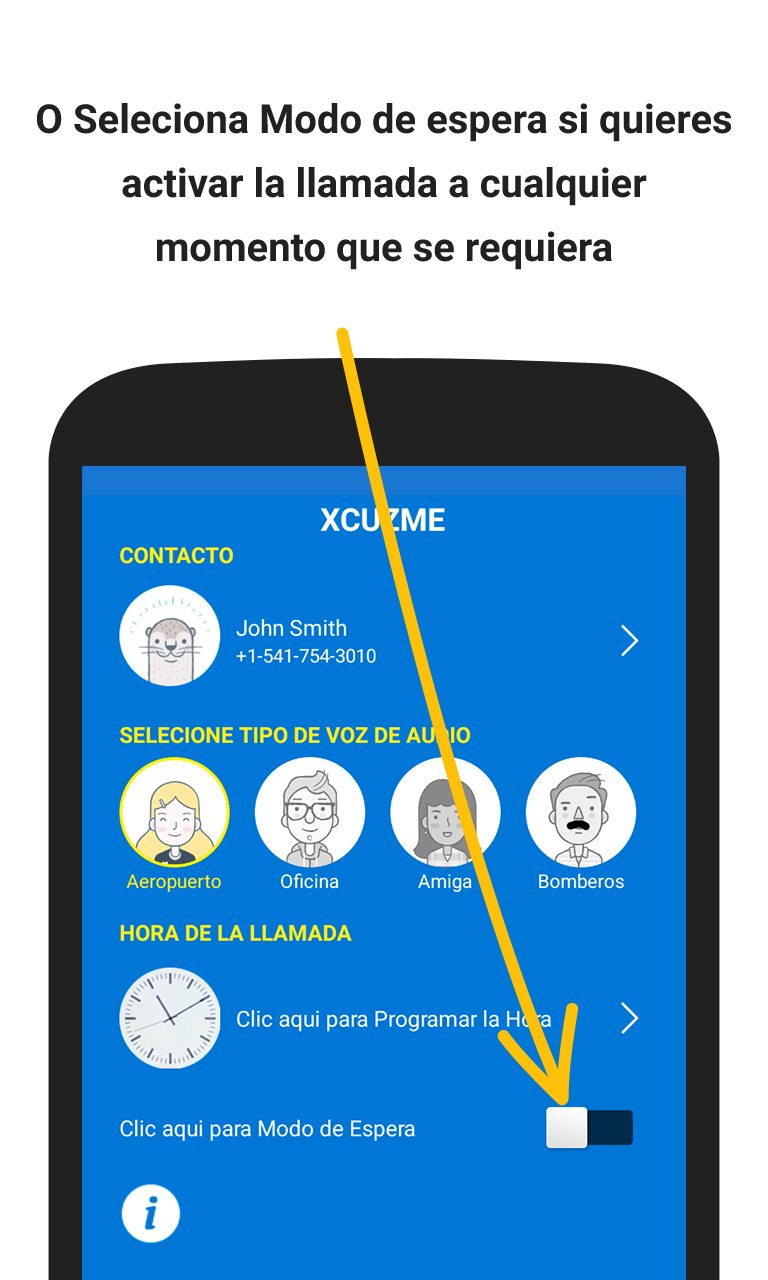 O Seleciona Modo de espera si quieres
activar la llamada a cualquier
momento que se requiera
XCUZME
CONTACTO
John Smith
+1-541-754-3010
SELECIONE TIPO DE VOZ DE AUDIO
Aeropuerto
Oficina
Amiga
Bomberos
HORA DE LA LLAMADA
Clic aqui para Programar la Hora
Clic aqui para Modo de Espera
i